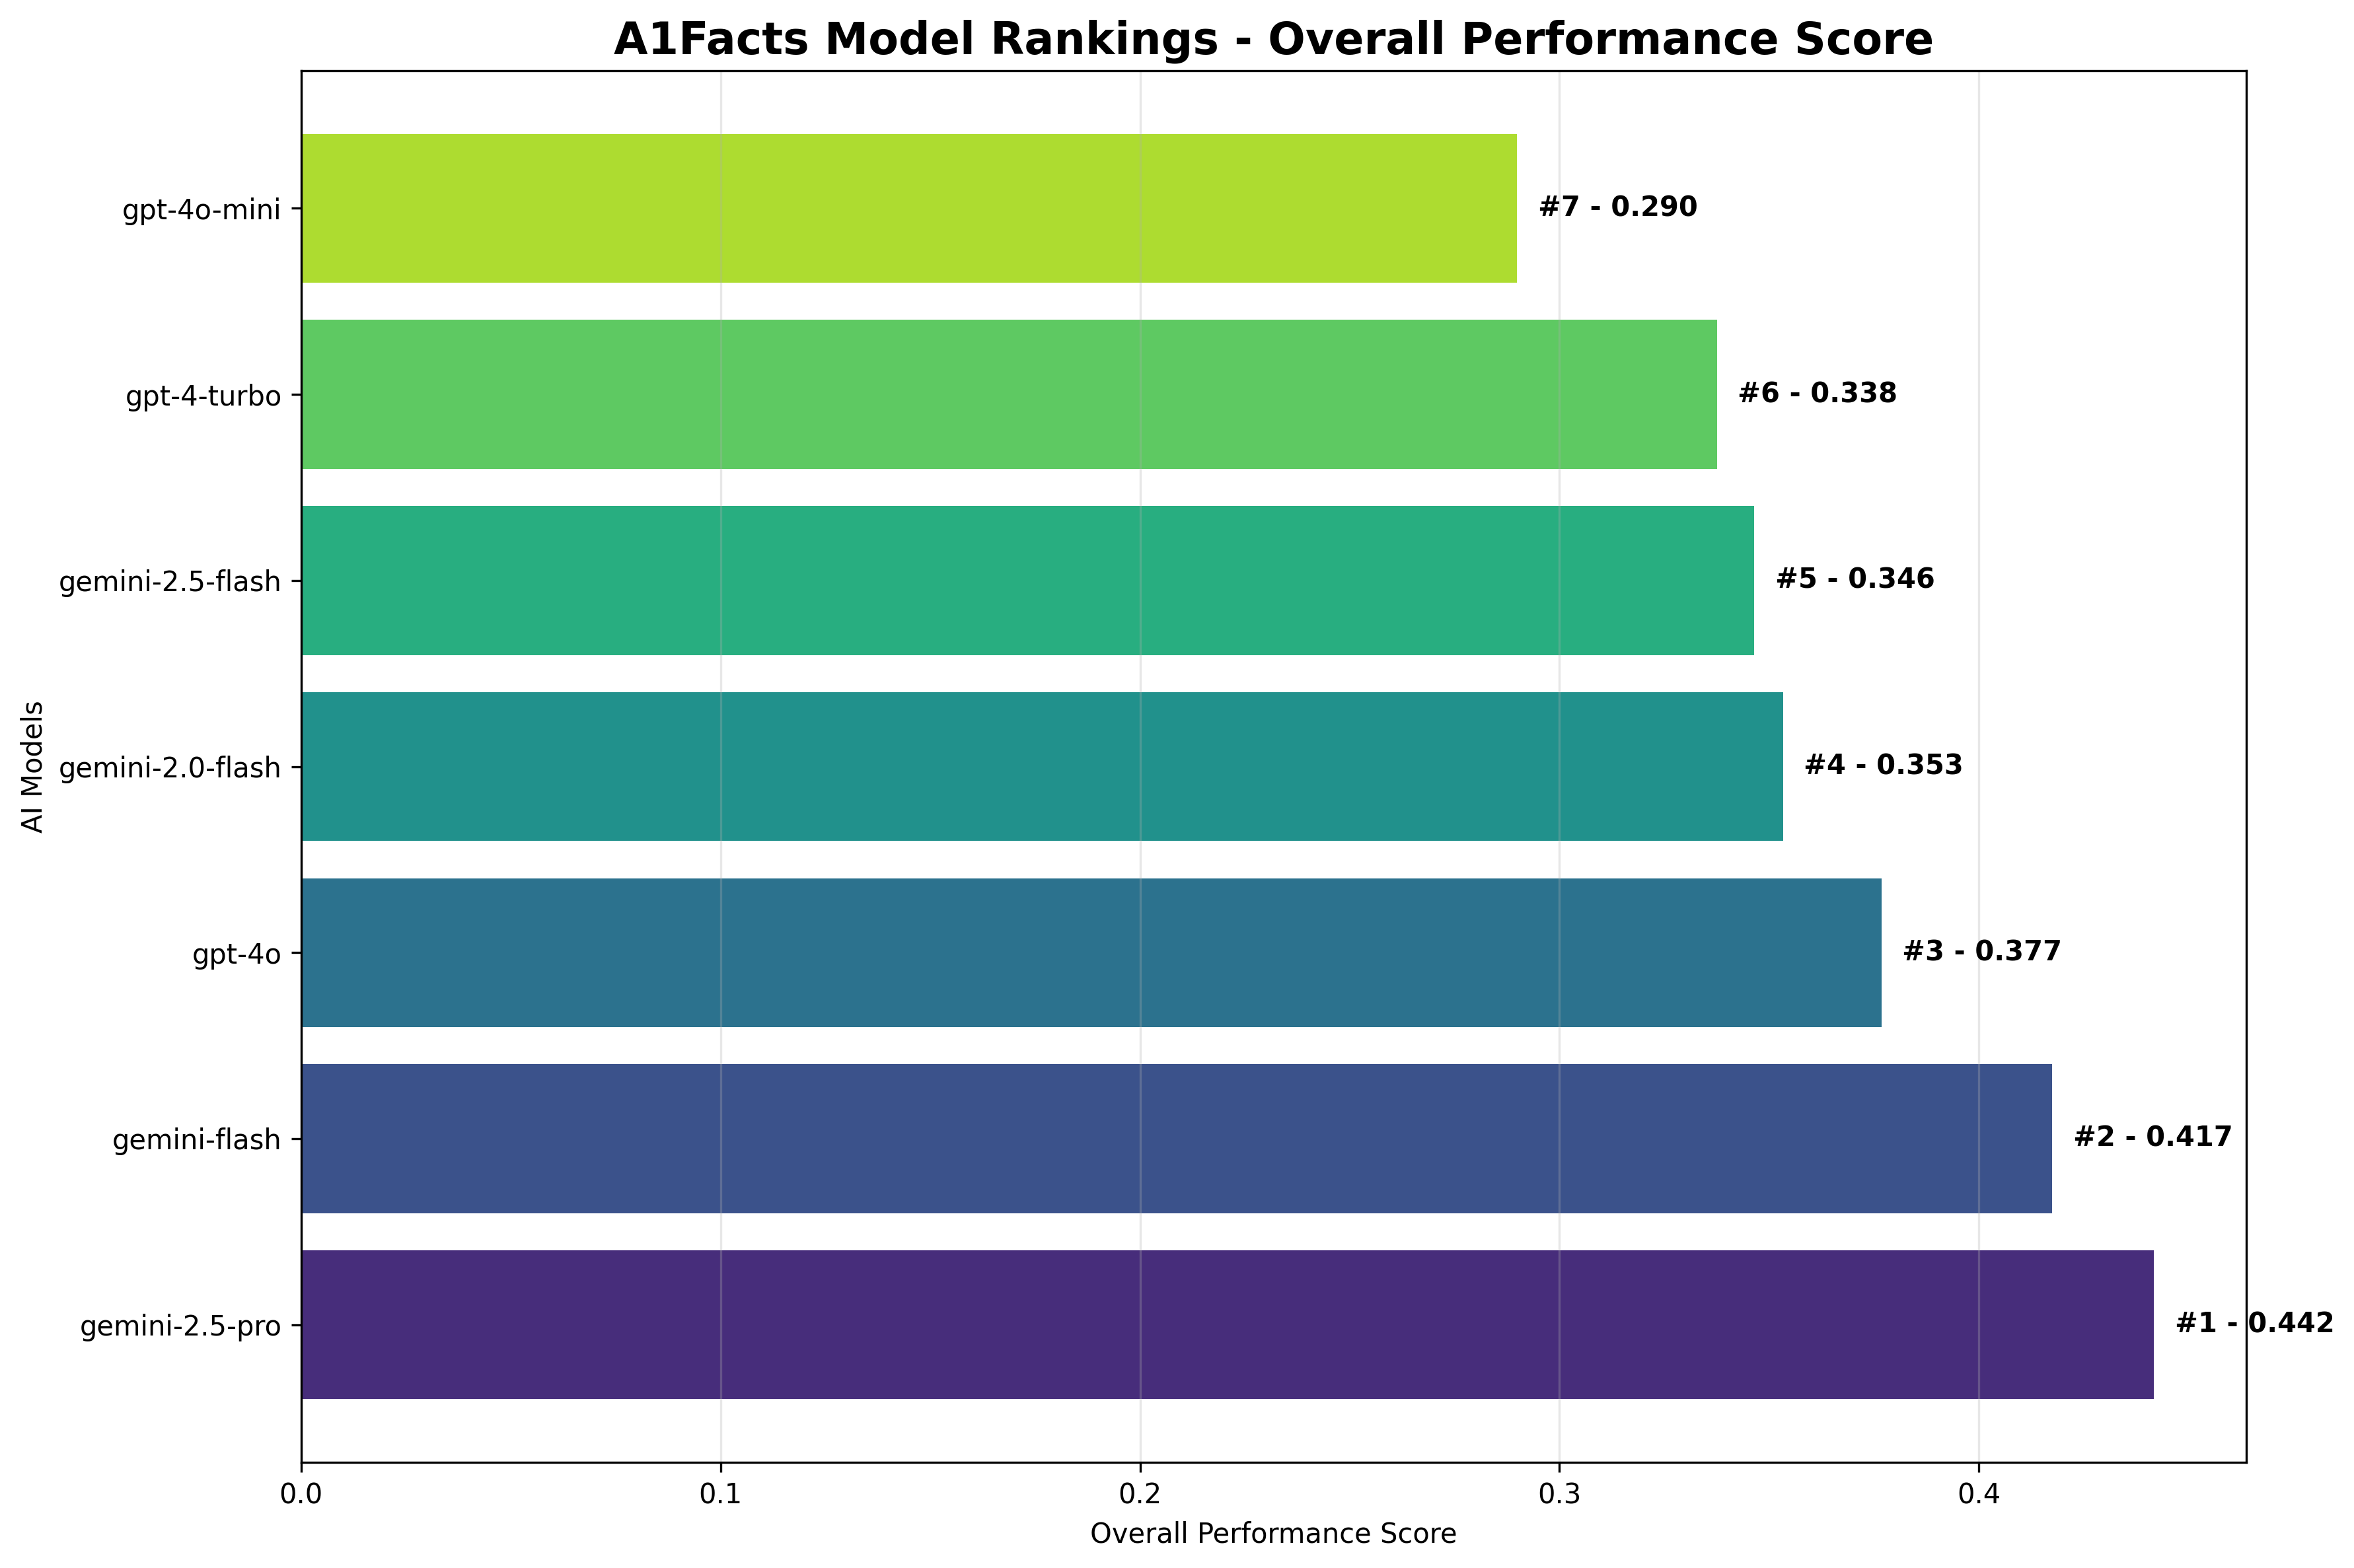 A1Facts Model Rankings - Overall Performance Score
gpt-4o-mini
#7 - 0.290
gpt-4-turbo
#6 - 0.338
gemini-2.5-flash
#5 - 0.346
gemini-2.0-flash
#4 - 0.353
gpt-4o
#3 - 0.377
gemini-flash
#2 - 0.417
gemini-2.5-pro
#1 - 0.442
AI Models
0.0 0.1 0.2 0.3 0.4
Overall Performance Score